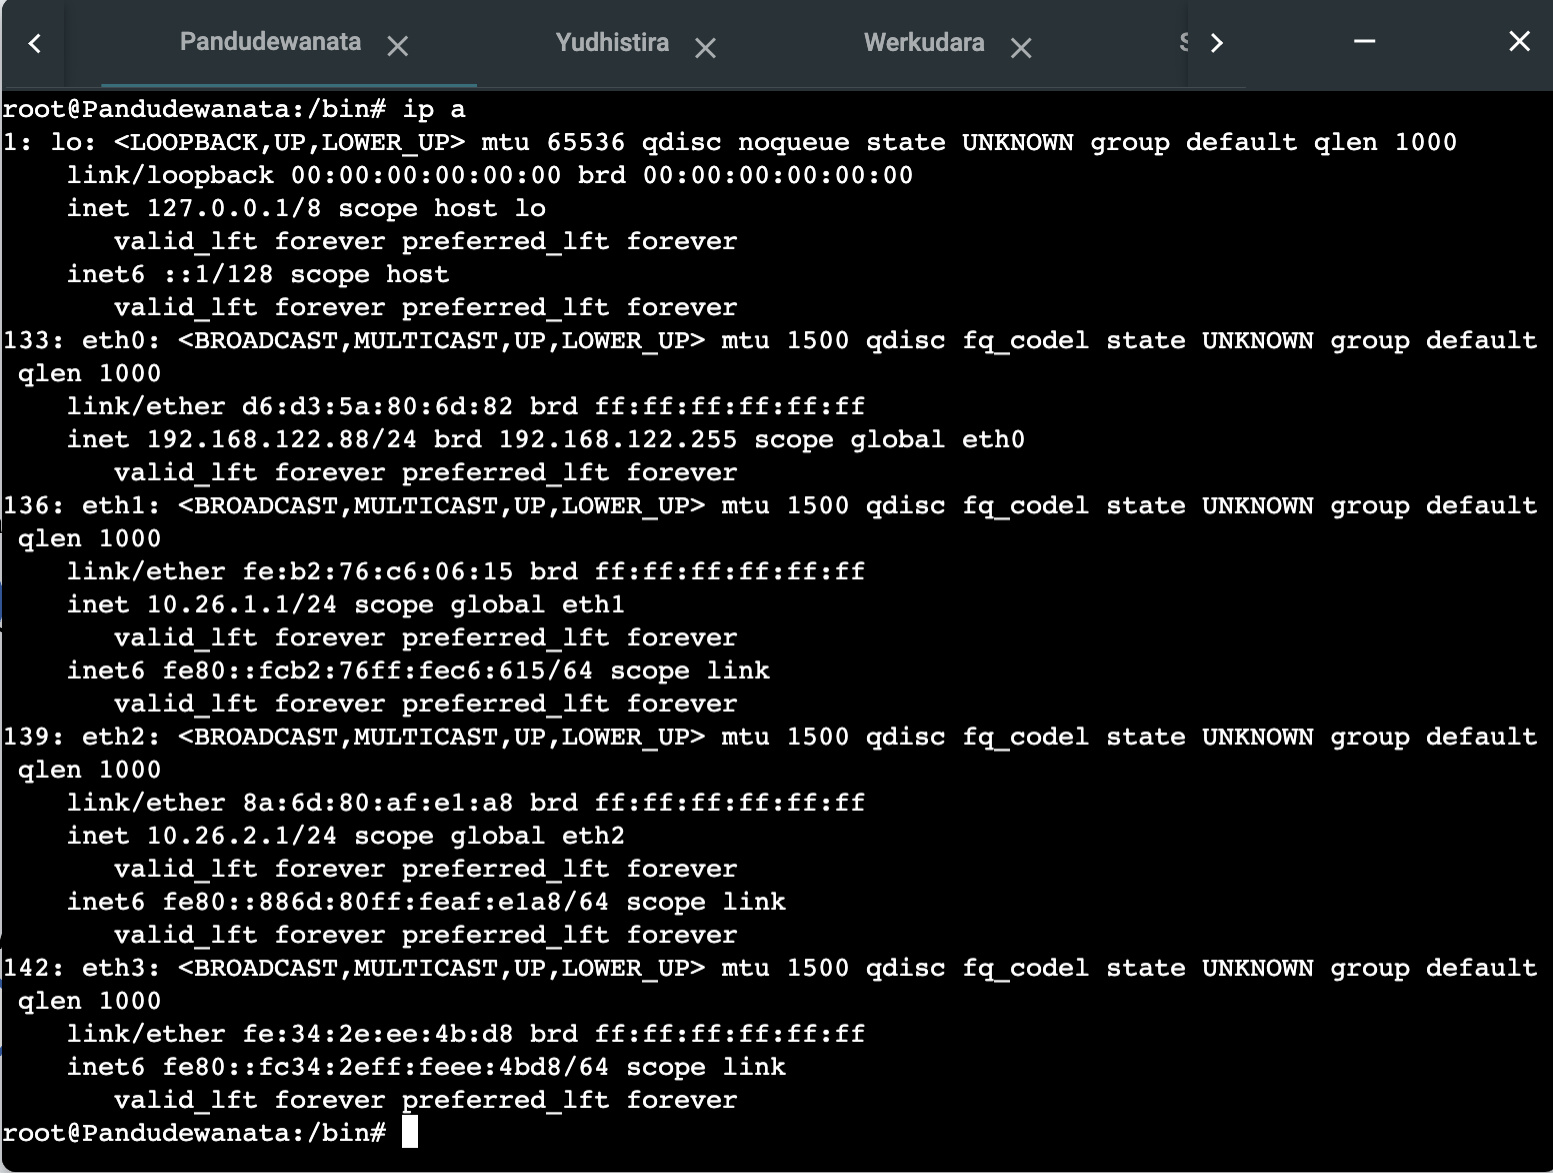 Pandudewanata Yudhistira Werkudara
root@Pandudewanata:/bin# ip a
1: lo: <LOOPBACK,UP,LOWER_UP> mtu 65536 qdisc noqueue state UNKNOWN group default qlen 1000
    link/loopback 00:00:00:00:00:00 brd 00:00:00:00:00:00
    inet 127.0.0.1/8 scope host lo
       valid_lft forever preferred_lft forever
    inet6 ::1/128 scope host
       valid_lft forever preferred_lft forever
133: eth0: <BROADCAST,MULTICAST,UP,LOWER_UP> mtu 1500 qdisc fq_codel state UNKNOWN group default
 qlen 1000
    link/ether d6:d3:5a:80:6d:82 brd ff:ff:ff:ff:ff:ff
    inet 192.168.122.88/24 brd 192.168.122.255 scope global eth0
       valid_lft forever preferred_lft forever
136: eth1: <BROADCAST,MULTICAST,UP,LOWER_UP> mtu 1500 qdisc fq_codel state UNKNOWN group default
 qlen 1000
    link/ether fe:b2:76:c6:06:15 brd ff:ff:ff:ff:ff:ff
    inet 10.26.1.1/24 scope global eth1
       valid_lft forever preferred_lft forever
    inet6 fe80::fcb2:76ff:fec6:615/64 scope link
       valid_lft forever preferred_lft forever
139: eth2: <BROADCAST,MULTICAST,UP,LOWER_UP> mtu 1500 qdisc fq_codel state UNKNOWN group default
 qlen 1000
    link/ether 8a:6d:80:af:e1:a8 brd ff:ff:ff:ff:ff:ff
    inet 10.26.2.1/24 scope global eth2
       valid_lft forever preferred_lft forever
    inet6 fe80::886d:80ff:feaf:e1a8/64 scope link
       valid_lft forever preferred_lft forever
142: eth3: <BROADCAST,MULTICAST,UP,LOWER_UP> mtu 1500 qdisc fq_codel state UNKNOWN group default
 qlen 1000
    link/ether fe:34:2e:ee:4b:d8 brd ff:ff:ff:ff:ff:ff
    inet6 fe80::fc34:2eff:feee:4bd8/64 scope link
       valid_lft forever preferred_lft forever
root@Pandudewanata:/bin#